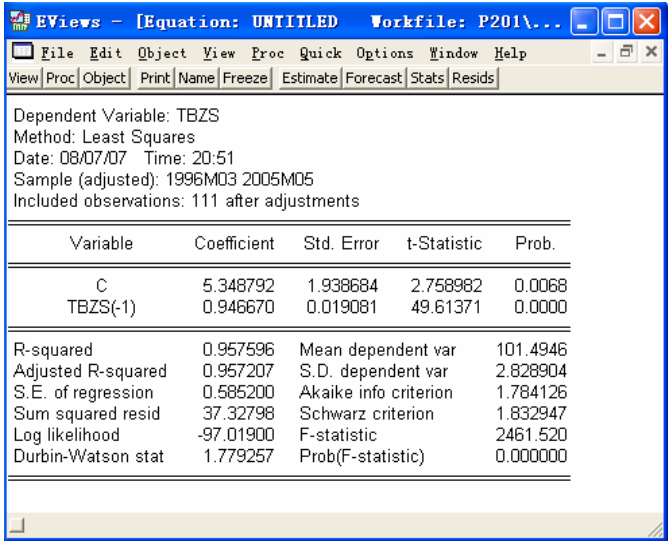 EViews - [Equation: UNTITLED Workfile: P201\...
File Edit Object View Proc Quick Options Window Help
View Proc Object Print Name Freeze Estimate Forecast Stats Resids
Dependent Variable: TBZS
Method: Least Squares
Date: 08/07/07 Time: 20:51
Sample (adjusted): 1996M03 2005M05
Included observations: 111 after adjustments
Variable Coefficient Std. Error t-Statistic Prob.
C 5.348792 1.938684 2.758982 0.0068
TBZS(-1) 0.946670 0.019081 49.61371 0.0000
R-squared 0.957596 Mean dependent var 101.4946
Adjusted R-squared 0.957207 S.D. dependent var 2.828904
S.E. of regression 0.585200 Akaike info criterion 1.784126
Sum squared resid 37.32798 Schwarz criterion 1.832947
Log likelihood -97.01900 F-statistic 2461.520
Durbin-Watson stat 1.779257 Prob(F-statistic) 0.000000